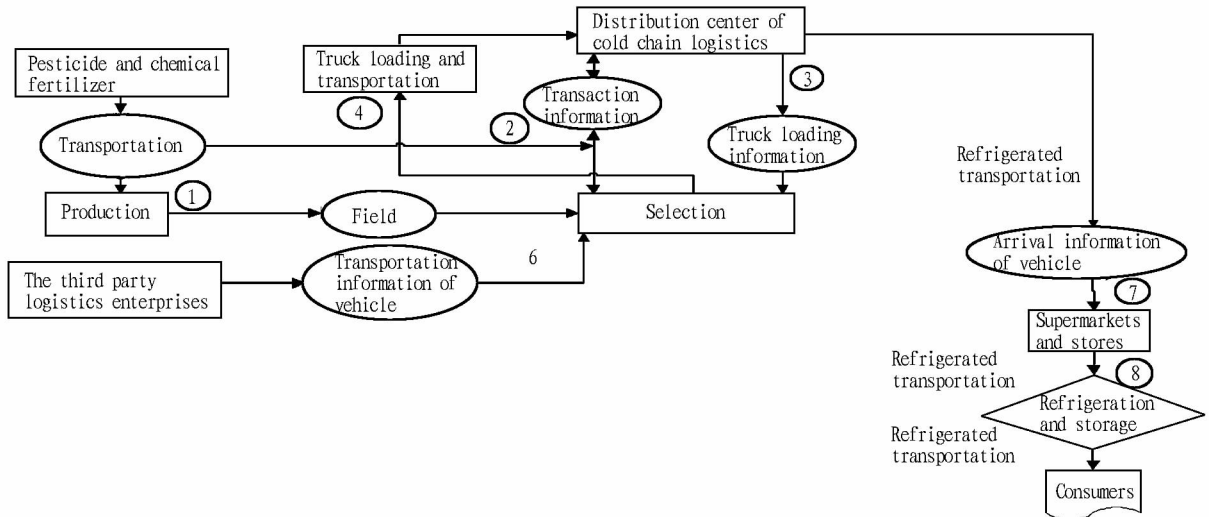 Pesticide and chemical
fertilizer
Transportation
Production
1
Field
The third party
logistics enterprises
Transportation
information of
vehicle
6
Truck loading and
transportation
4
2
Distribution center of
cold chain logistics
Transaction
information
3
Truck loading
information
Selection
Refrigerated
transportation
Arrival information
of vehicle
7
Supermarkets
and stores
Refrigerated
transportation
8
Refrigeration
and storage
Refrigerated
transportation
Consumers